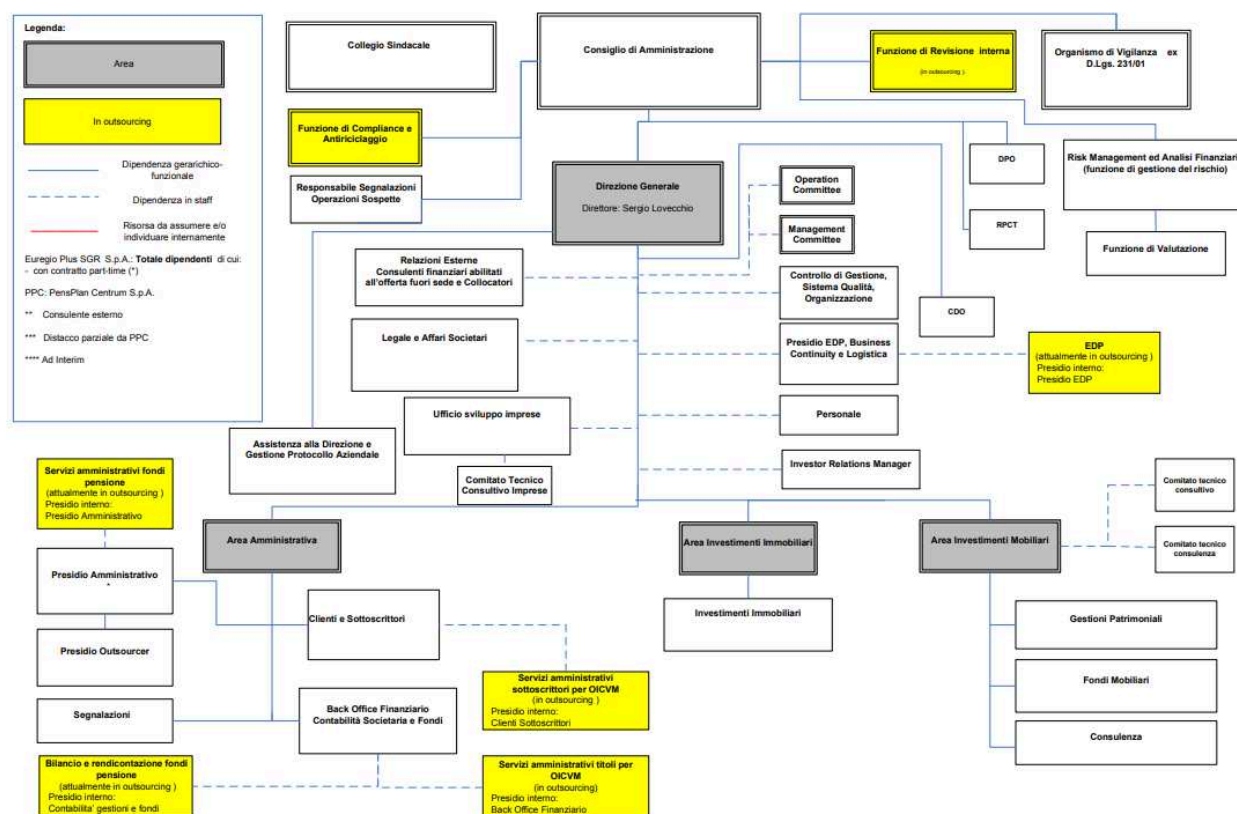 Legenda:
Area
In outsourcing
Dipendenza gerarichico-
funzionale
Dipendenza in staff
Risorsa da assumere e/o
individuare internamente
Euregio Plus SGR S.p.A.: Totale dipendenti di cui:
- con contratto part-time (*)
PPC: PensPlan Centrum S.p.A.
** Consulente esterno
*** Distacco parziale da PPC
**** Ad Interim
Collegio Sindacale
Consiglio di Amministrazione
Funzione di Revisione interna
(in outsourcing )
Organismo di Vigilanza ex
D.Lgs. 231/01
Funzione di Compliance e
Antiriciclaggio
Responsabile Segnalazioni
Operazioni Sospette
Direzione Generale
Direttore: Sergio Lovecchio
Operation
Committee
Management
Committee
DPO
RPCT
Risk Management ed Analisi Finanziari
(funzione di gestione del rischio)
Funzione di Valutazione
Relazioni Esterne
Consulenti finanziari abilitati
all'offerta fuori sede e Collocatori
Controllo di Gestione,
Sistema Qualità,
Organizzazione
CDO
Legale e Affari Societari
Presidio EDP, Business
Continuity e Logistica
EDP
(attualmente in outsourcing )
Presidio interno:
Presidio EDP
Ufficio sviluppo imprese
Personale
Assistenza alla Direzione e
Gestione Protocollo Aziendale
Comitato Tecnico
Consultivo Imprese
Investor Relations Manager
Servizi amministrativi fondi
pensione
(attualmente in outsourcing )
Presidio interno:
Presidio Amministrativo
Comitato tecnico
consultivo
Comitato tecnico
consulenza
Area Amministrativa
Area Investimenti Immobiliari
Area Investimenti Mobiliari
Presidio Amministrativo
*
Clienti e Sottoscrittori
Investimenti Immobiliari
Gestioni Patrimoniali
Presidio Outsourcer
Servizi amministrativi
sottoscrittori per OICVM
(in outsourcing )
Presidio interno:
Clienti Sottoscrittori
Fondi Mobiliari
Segnalazioni
Back Office Finanziario
Contabilità Societaria e Fondi
Consulenza
Bilancio e rendicontazione fondi
pensione
(attualmente in outsourcing )
Presidio interno:
Contabilita' gestioni e fondi
Servizi amministrativi titoli per
OICVM
(in outsourcing)
Presidio interno:
Back Office Finanziario